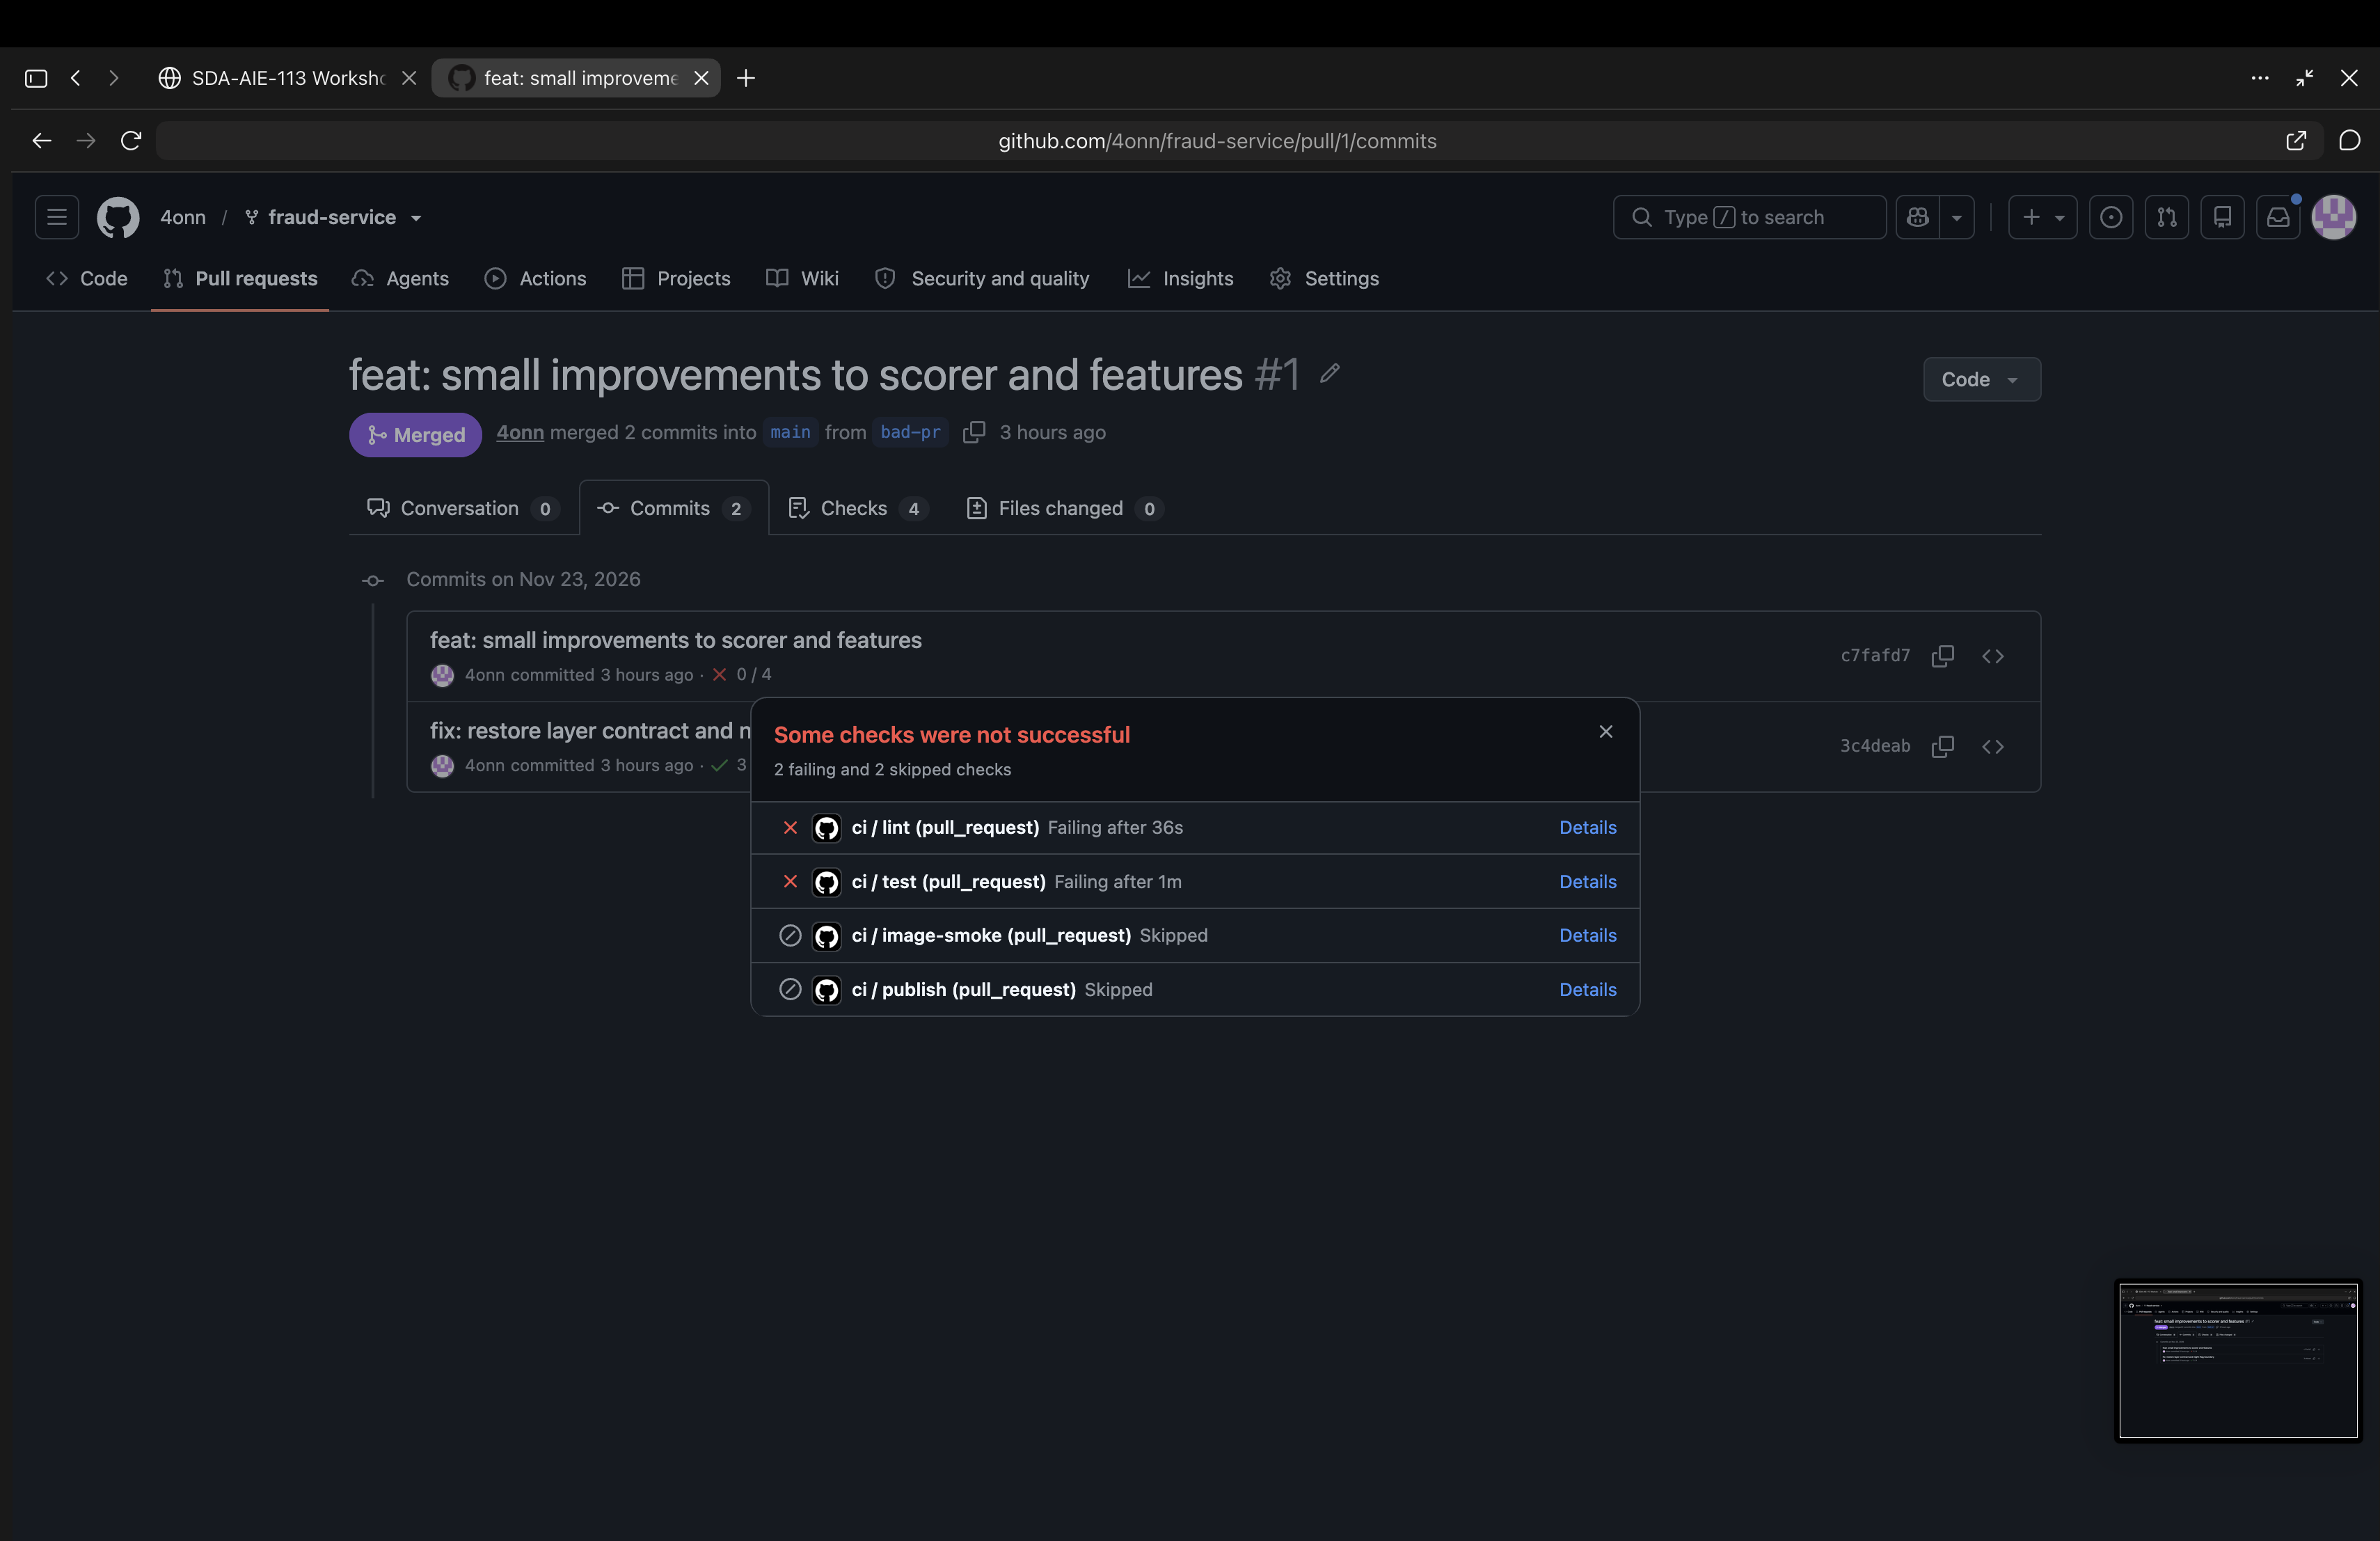 SDA-AIE-113 Worksho
feat: small improveme
github.com/4onn/fraud-service/pull/1/commits
4onn / fraud-service
Type / to search
Code
Pull requests
Agents
Actions
Projects
Wiki
Security and quality
Insights
Settings
feat: small improvements to scorer and features #1
Code
Merged
4onn merged 2 commits into main from bad-pr 3 hours ago
Conversation 0
Commits 2
Checks 4
Files changed 0
Commits on Nov 23, 2026
feat: small improvements to scorer and features
4onn committed 3 hours ago · 0 / 4
c7fafd7
fix: restore layer contract and
4onn committed 3 hours ago · 3
3c4deab
Some checks were not successful
2 failing and 2 skipped checks
ci / lint (pull_request) Failing after 36s
Details
ci / test (pull_request) Failing after 1m
Details
ci / image-smoke (pull_request) Skipped
Details
ci / publish (pull_request) Skipped
Details